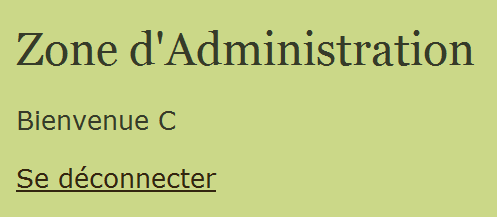 Zone d'Administration
Bienvenue C
Se déconnecter